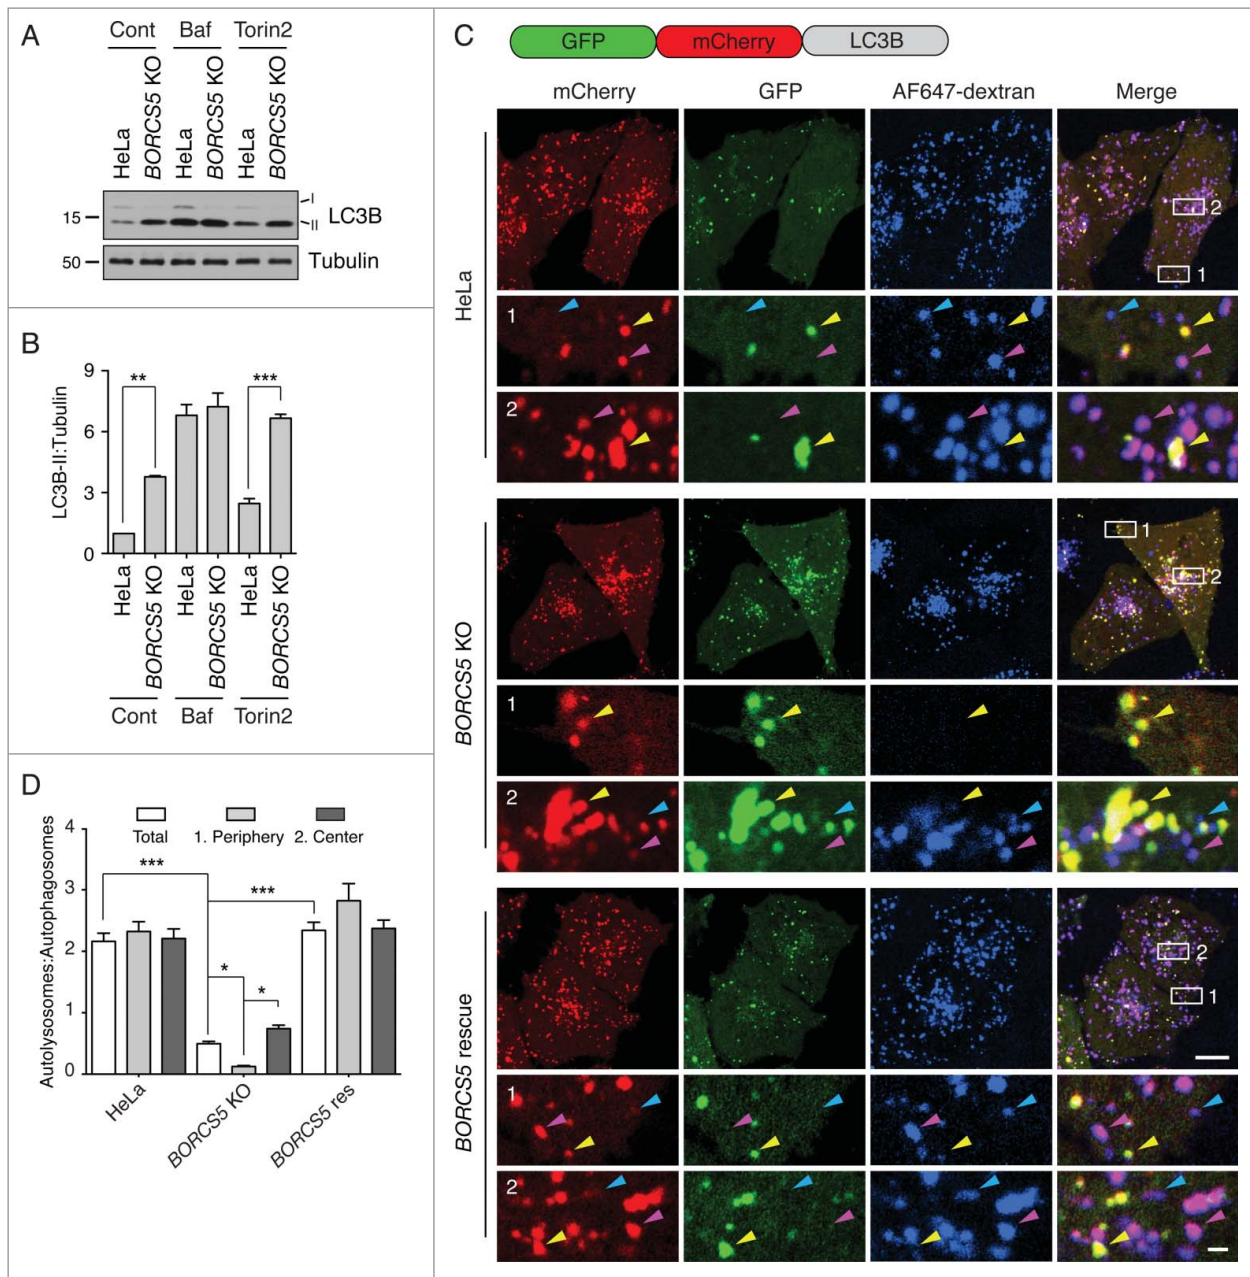 A
Cont Baf Torin2
HeLa
BORCS5 KO
HeLa
BORCS5 KO
HeLa
BORCS5 KO
15
I
II
LC3B
50
Tubulin
B
LC3B-II:Tubulin
9
6
3
0
**
***
HeLa
BORCS5 KO
HeLa
BORCS5 KO
HeLa
BORCS5 KO
Cont Baf Torin2
D
Autolysosomes:Autophagosomes
4
3
2
1
0
Total 1. Periphery 2. Center
***
***
*
*
HeLa
BORCS5 KO
BORCS5 res
C
GFP mCherry LC3B
mCherry GFP AF647-dextran Merge
HeLa
2
1
1
2
BORCS5 KO
1
2
1
2
BORCS5 rescue
2
1
1
2